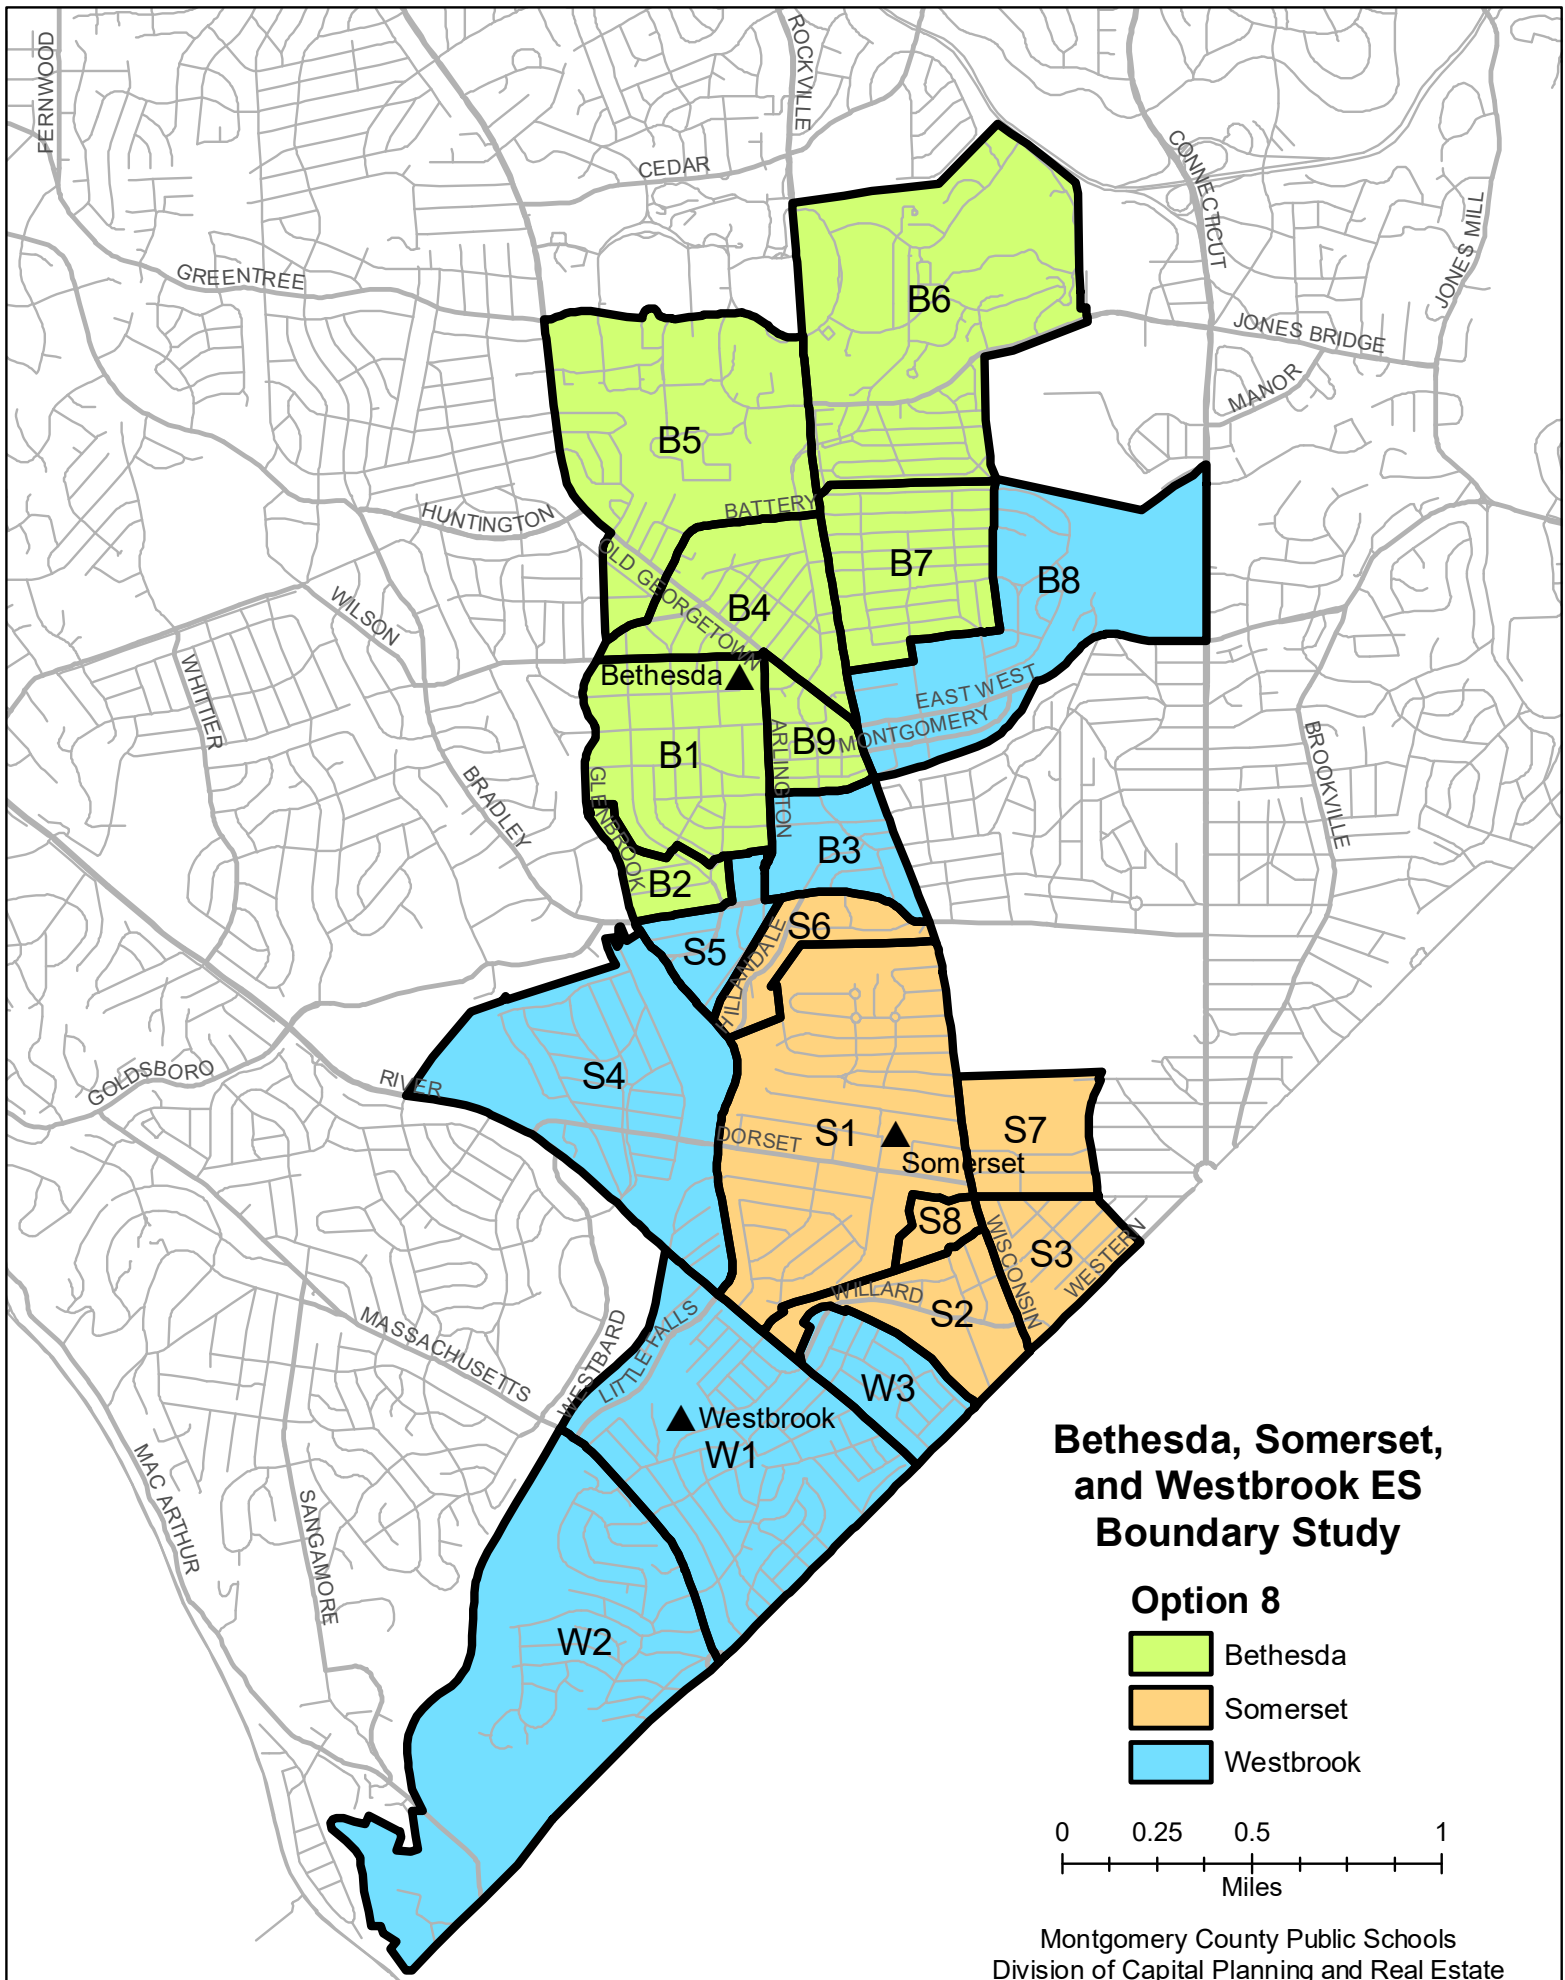 FERNWOOD
ROCKVILLE
CEDAR
CONNECTICUT
JONES MILL
GREENTREE
B6
JONES BRIDGE
MANOR
B5
BATTERY
HUNTINGTON
OLD GEORGETOWN
B7
B8
WILSON
B4
WHITTIER
Bethesda
EAST WEST
MONTGOMERY
ARLINGTON
B9
B1
BROOKVILLE
BRADLEY
GLENBROOK
B3
B2
S6
S5
HILLANDALE
GOLDSBORO
RIVER
S4
DORSET
S1
S7
Somerset
S8
WISCONSIN
S3
WESTERN
WILLARD
S2
MASSACHUSETTS
WESTBARD
LITTLE FALLS
W3
Westbrook
W1
MAC ARTHUR
SANGAMORE
W2
Bethesda, Somerset,
and Westbrook ES
Boundary Study
Option 8
Bethesda
Somerset
Westbrook
0 0.25 0.5 1
Miles
Montgomery County Public Schools
Division of Capital Planning and Real Estate